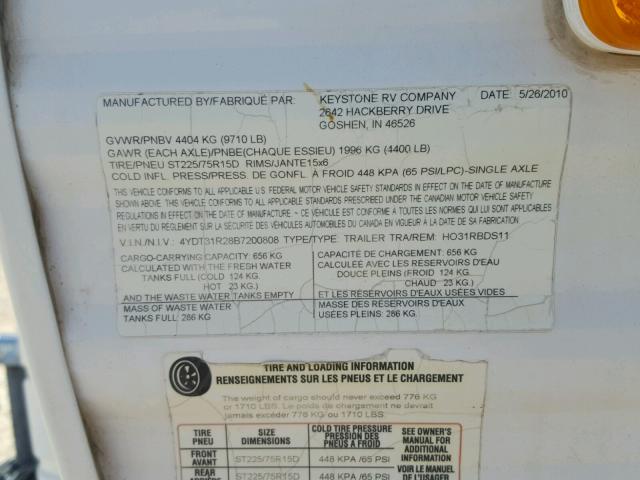 MANUFACTURED BY/FABRIQUÉ PAR: KEYSTONE RV COMPANY DATE: 5/26/2010
2642 HACKBERRY DRIVE
GOSHEN, IN 46526
GVWR/PNBV 4404 KG (9710 LB)
GAWR (EACH AXLE)/PNBE(CHAQUE ESSIEU) 1996 KG (4400 LB)
TIRE/PNEU ST225/75R15D RIMS/JANTE15x6
COLD INFL. PRESS/PRESS. DE GONFL. À FROID 448 KPA (65 PSI/LPC)-SINGLE AXLE
THIS VEHICLE CONFORMS TO ALL APPLICABLE U.S. FEDERAL MOTOR VEHICLE SAFETY STANDARDS IN EFFECT ON THE DATE OF
MANUFACTURE SHOWN ABOVE. / THIS VEHICLE CONFORMS TO ALL APPLICABLE STANDARDS PRESCRIBED UNDER THE CANADIAN MOTOR VEHICLE SAFETY
REGULATIONS IN EFFECT ON THE DATE OF MANUFACTURE - CE VÉHICULE EST CONFORME À TOUTES LES NORMES QUI LUI SONT
APPLICABLES EN VERTU DU RÈGLEMENT SUR LA SÉCURITÉ DES VÉHICULES AUTOMOBILES DU CANADA EN VIGUEUR À LA DATE DE SA FABRICATION
V.I.N./N.I.V.: 4YDT31R28B7200808 TYPE/TYPE: TRAILER TRA/REM: HO31RBDS11
CARGO-CARRYING CAPACITY: 656 KG CAPACITÉ DE CHARGEMENT: 656 KG
CALCULATED WITH THE FRESH WATER CALCULÉE AVEC LES RÉSERVOIRS D'EAU
TANKS FULL (COLD 124 KG. DOUCE PLEINS (FROID 124 KG.
HOT 23 KG.) CHAUD 23 KG.)
AND THE WASTE WATER TANKS EMPTY ET LES RÉSERVOIRS D'EAUX USÉES VIDES
MASS OF WASTE WATER MASSE DES RÉSERVOIRS D'EAUX
TANKS FULL: 286 KG USÉES PLEINS: 286 KG
TIRE AND LOADING INFORMATION
RENSEIGNEMENTS SUR LES PNEUS ET LE CHARGEMENT
The weight of cargo should never exceed 776 KG
or 1710 LBS. Le poids de chargement ne devrait
jamais excéder 776 KG ou 1710 LBS.
TIRE SIZE COLD TIRE PRESSURE SEE OWNER'S
PNEU DIMENSIONS PRESSION DES PNEUS À FROID MANUAL FOR ADDITIONAL INFORMATION
FRONT AVANT ST225/75R15D 448 KPA /65 PSI
REAR ARRIÈRE ST225/75R15D 448 KPA /65 PSI VOIR LE MANUEL